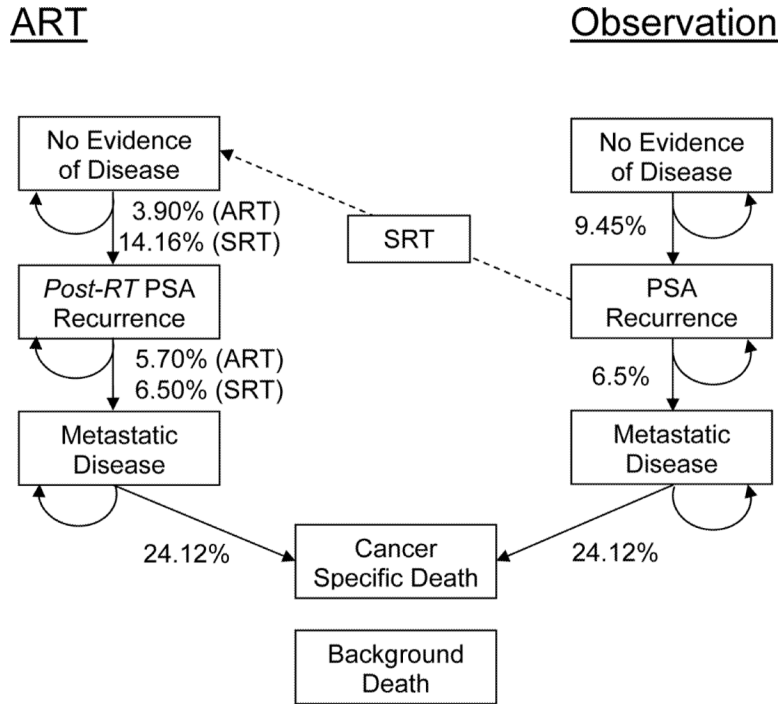 ART
Observation
No Evidence
of Disease
No Evidence
of Disease
3.90% (ART)
14.16% (SRT)
SRT
9.45%
Post-RT PSA
Recurrence
PSA
Recurrence
5.70% (ART)
6.50% (SRT)
6.5%
Metastatic
Disease
Metastatic
Disease
24.12%
Cancer
Specific Death
24.12%
Background
Death